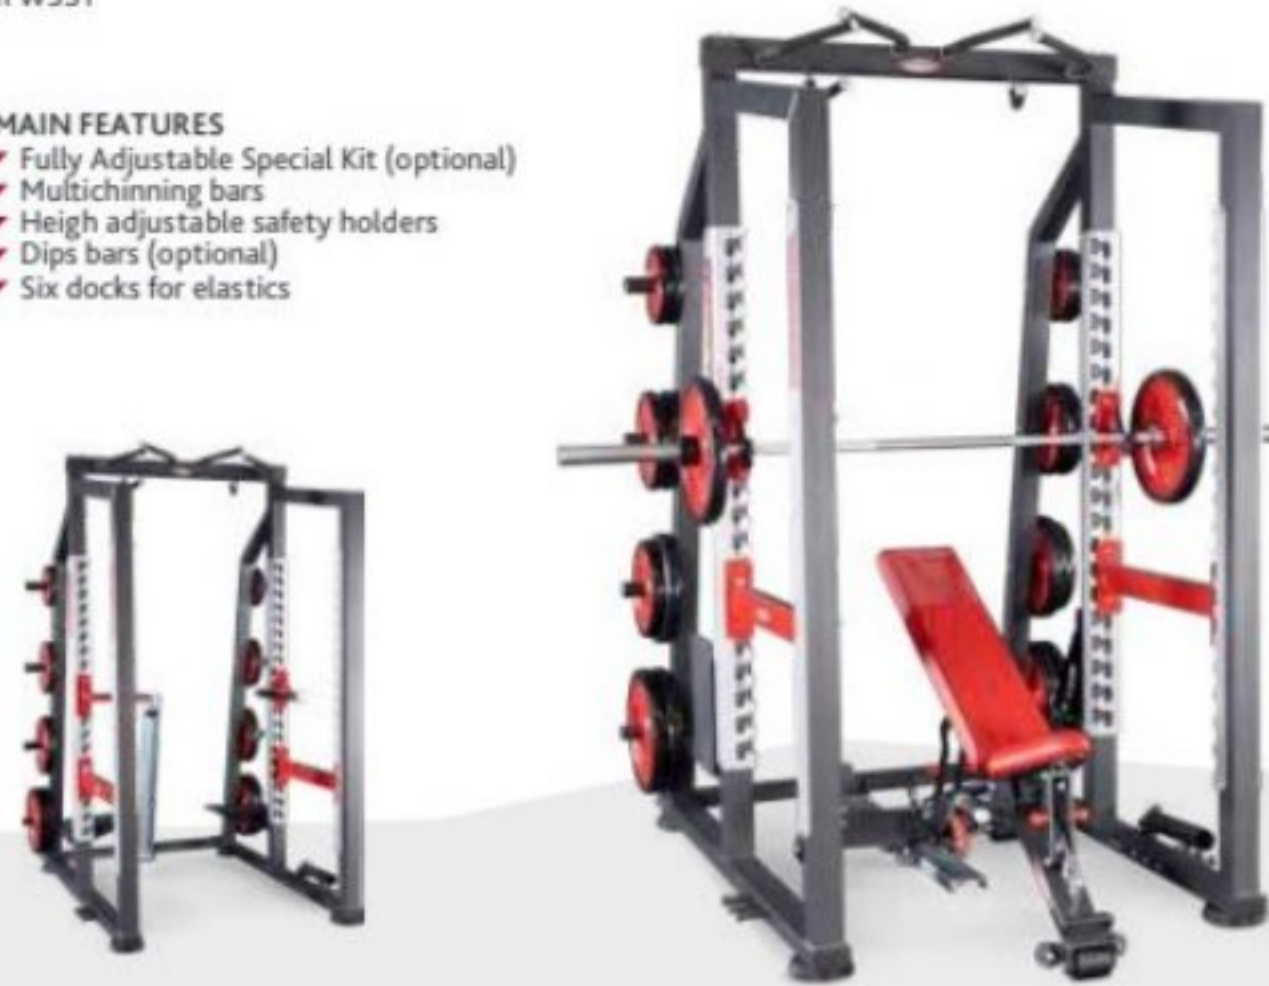 MAIN FEATURES
Fully Adjustable Special Kit (optional)
Multichinning bars
Heigh adjustable safety holders
Dips bars (optional)
Six docks for elastics